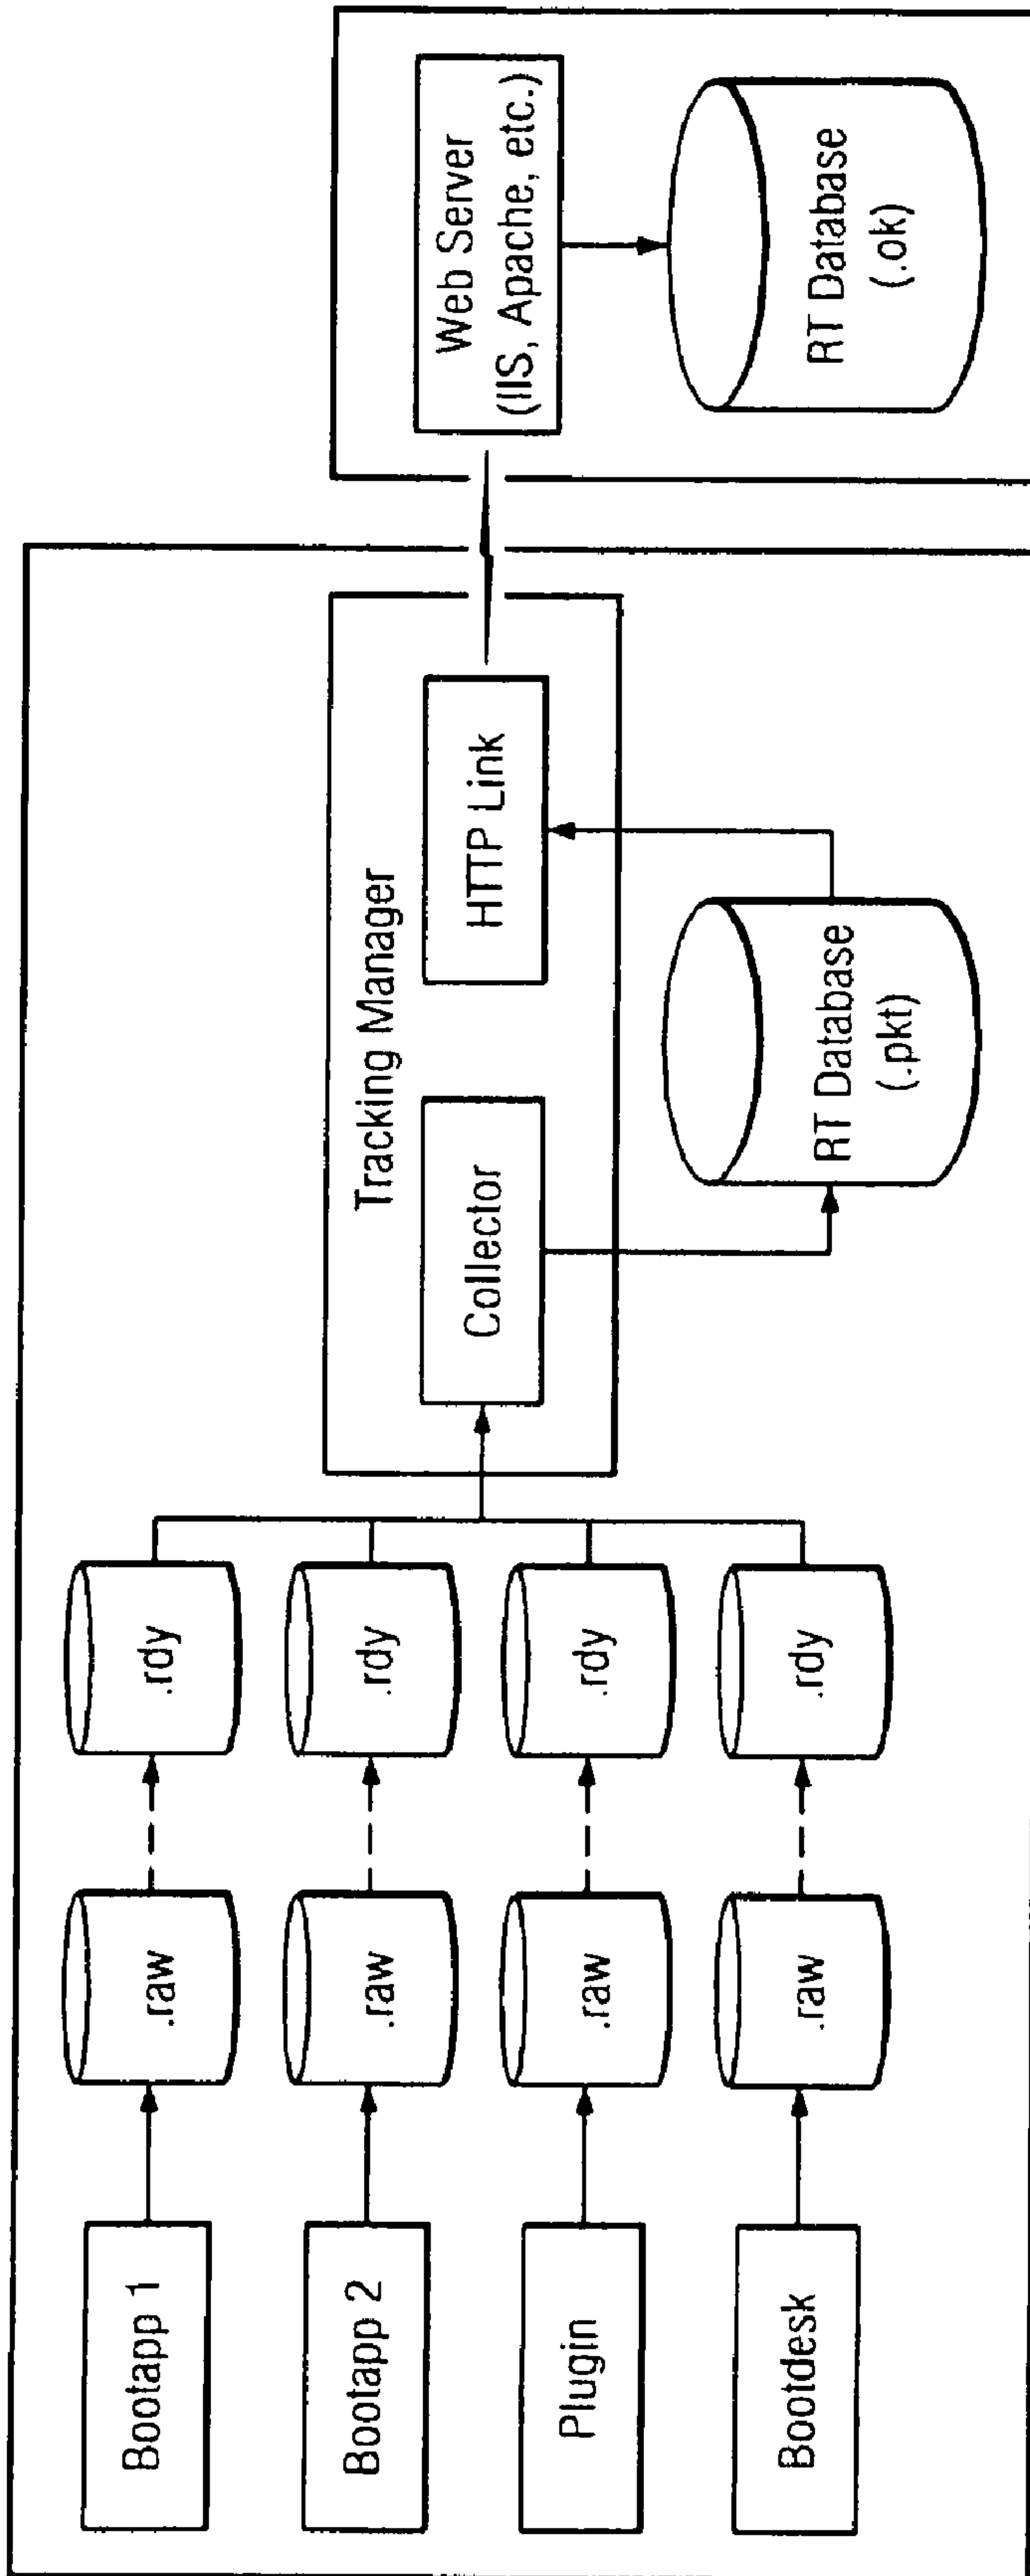 Bootapp 1
.raw
.rdy
Bootapp 2
.raw
.rdy
Plugin
.raw
.rdy
Bootdesk
.raw
.rdy
Tracking Manager
Collector
HTTP Link
RT Database
(.pkt)
Web Server
(IIS, Apache, etc.)
RT Database
(.ok)